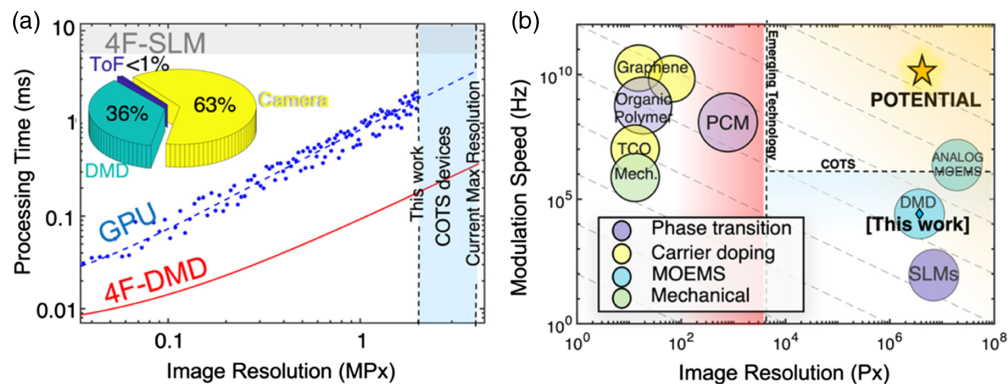 (a)
Processing Time (ms)
10
1
0.1
0.01
4F-SLM
ToF <1%
36%
63%
Camera
DMD
GPU
4F-DMD
This work
COTS devices
Current Max Resolution
0.1
1
Image Resolution (MPx)
(b)
Modulation Speed (Hz)
10^10
10^5
10^0
Graphene
Organic
Polymer
TCO
Mech.
PCM
Emerging Technology
POTENTIAL
COTS
ANALOG
MOEMS
DMD
[This work]
SLMs
Phase transition
Carrier doping
MOEMS
Mechanical
10^0
10^2
10^4
10^6
10^8
Image Resolution (Px)